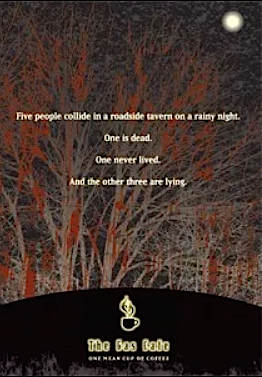 Five people collide in a roadside tavern on a rainy night.
One is dead.
One never lived.
And the other three are lying.
The Gas Cafe
ONE MEAN CUP OF COFFEE